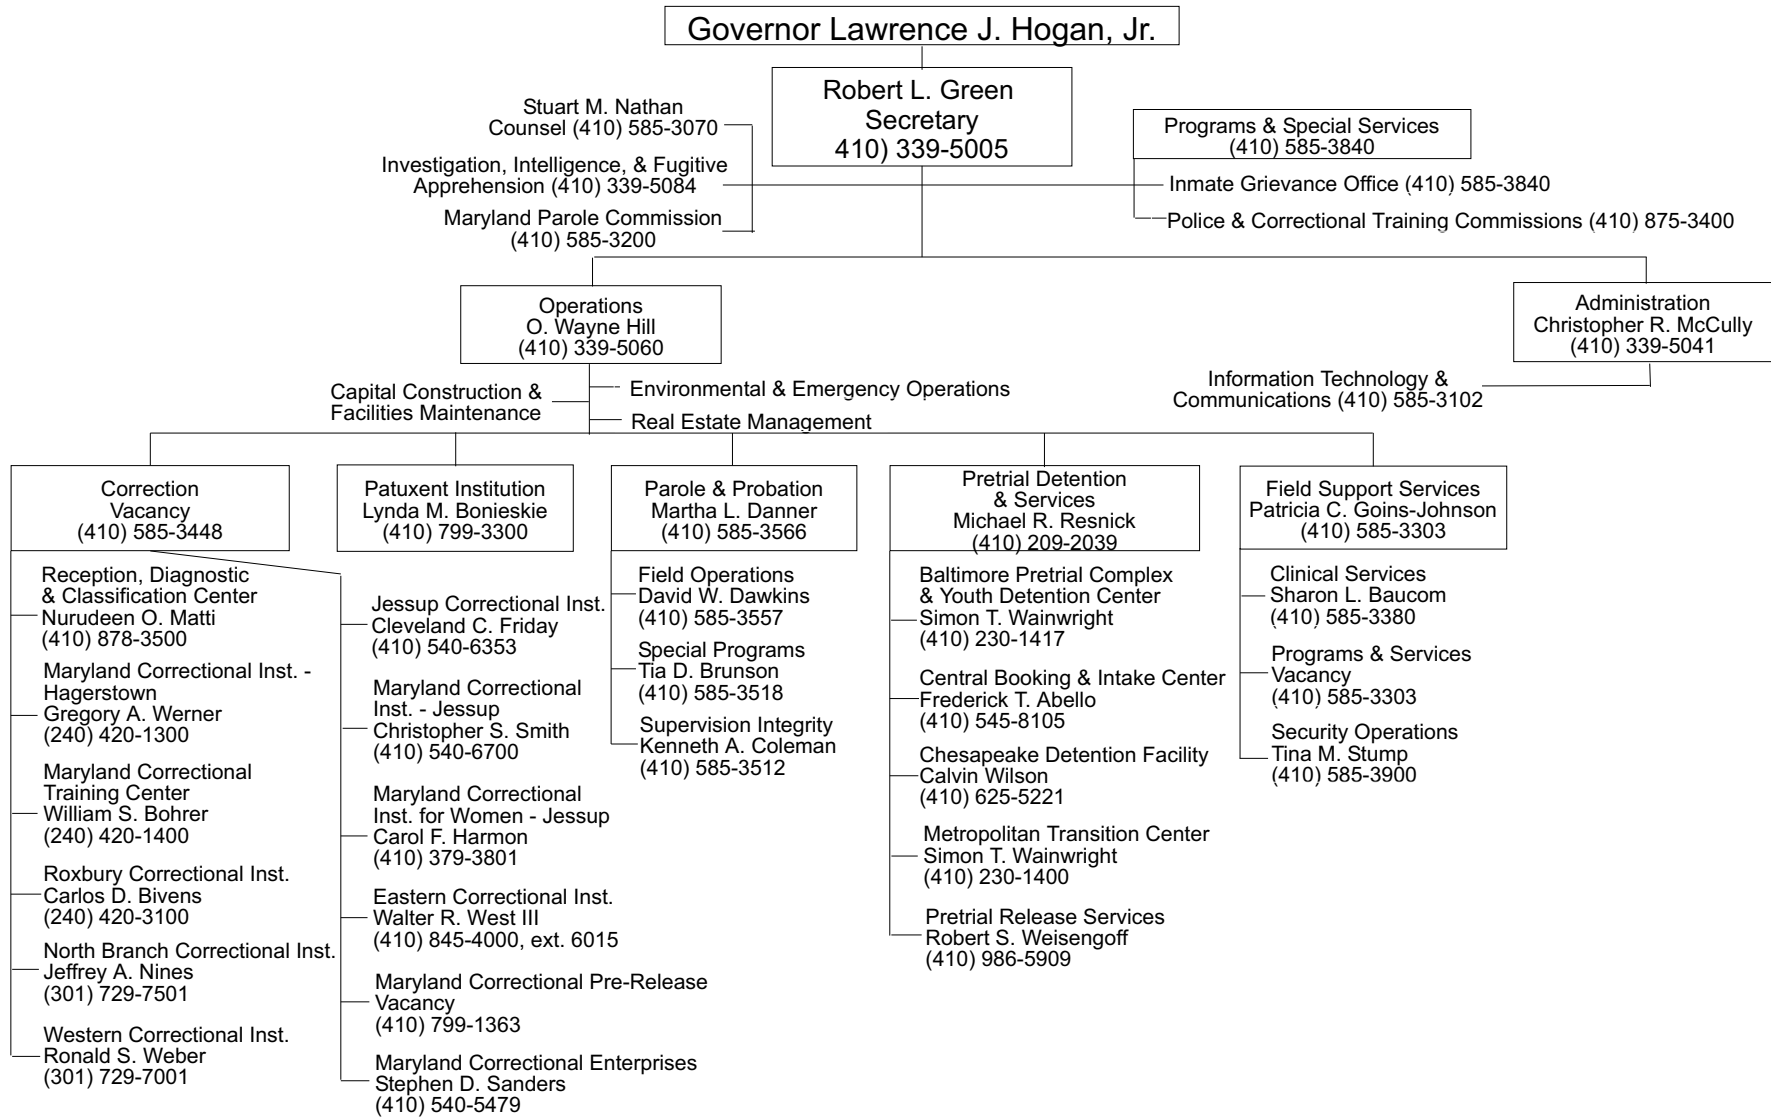 Governor Lawrence J. Hogan, Jr.
Robert L. Green
Secretary
410) 339-5005
Stuart M. Nathan
Counsel (410) 585-3070
Investigation, Intelligence, & Fugitive
Apprehension (410) 339-5084
Maryland Parole Commission
(410) 585-3200
Programs & Special Services
(410) 585-3840
Inmate Grievance Office (410) 585-3840
Police & Correctional Training Commissions (410) 875-3400
Operations
O. Wayne Hill
(410) 339-5060
Administration
Christopher R. McCully
(410) 339-5041
Capital Construction &
Facilities Maintenance
Environmental & Emergency Operations
Real Estate Management
Information Technology &
Communications (410) 585-3102
Correction
Vacancy
(410) 585-3448
Reception, Diagnostic
& Classification Center
Nurudeen O. Matti
(410) 878-3500
Maryland Correctional Inst. -
Hagerstown
Gregory A. Werner
(240) 420-1300
Maryland Correctional
Training Center
William S. Bohrer
(240) 420-1400
Roxbury Correctional Inst.
Carlos D. Bivens
(240) 420-3100
North Branch Correctional Inst.
Jeffrey A. Nines
(301) 729-7501
Western Correctional Inst.
Ronald S. Weber
(301) 729-7001
Jessup Correctional Inst.
Cleveland C. Friday
(410) 540-6353
Maryland Correctional
Inst. - Jessup
Christopher S. Smith
(410) 540-6700
Maryland Correctional
Inst. for Women - Jessup
Carol F. Harmon
(410) 379-3801
Eastern Correctional Inst.
Walter R. West III
(410) 845-4000, ext. 6015
Maryland Correctional Pre-Release
Vacancy
(410) 799-1363
Maryland Correctional Enterprises
Stephen D. Sanders
(410) 540-5479
Patuxent Institution
Lynda M. Bonieskie
(410) 799-3300
Parole & Probation
Martha L. Danner
(410) 585-3566
Field Operations
David W. Dawkins
(410) 585-3557
Special Programs
Tia D. Brunson
(410) 585-3518
Supervision Integrity
Kenneth A. Coleman
(410) 585-3512
Pretrial Detention
& Services
Michael R. Resnick
(410) 209-2039
Baltimore Pretrial Complex
& Youth Detention Center
Simon T. Wainwright
(410) 230-1417
Central Booking & Intake Center
Frederick T. Abello
(410) 545-8105
Chesapeake Detention Facility
Calvin Wilson
(410) 625-5221
Metropolitan Transition Center
Simon T. Wainwright
(410) 230-1400
Pretrial Release Services
Robert S. Weisengoff
(410) 986-5909
Field Support Services
Patricia C. Goins-Johnson
(410) 585-3303
Clinical Services
Sharon L. Baucom
(410) 585-3380
Programs & Services
Vacancy
(410) 585-3303
Security Operations
Tina M. Stump
(410) 585-3900